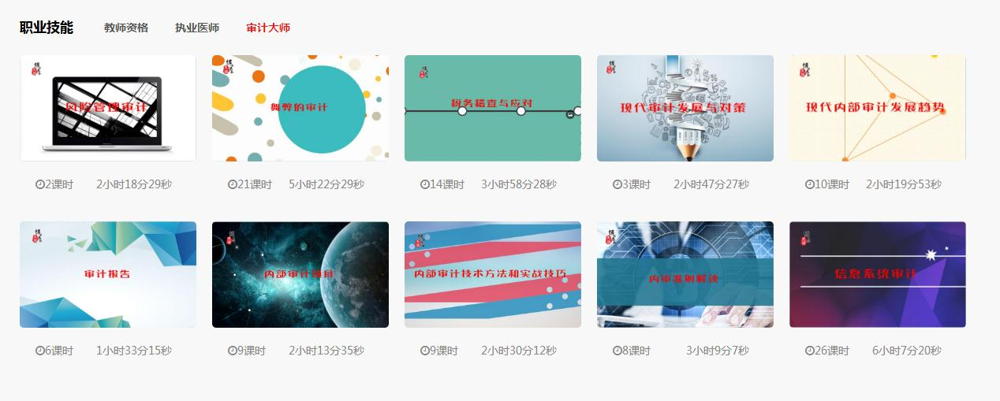 职业技能 教师资格 执业医师 审计大师
风险管理审计
舞弊的审计
税务稽查与应对
现代审计发展与对策
现代内部审计发展趋势
2课时 2小时18分29秒
21课时 5小时22分29秒
14课时 3小时58分28秒
3课时 2小时47分27秒
10课时 2小时19分53秒
审计报告
内部审计
内部审计技术方法和实战技巧
内审准则解读
信息系统审计
6课时 1小时33分15秒
9课时 2小时13分35秒
9课时 2小时30分12秒
8课时 3小时9分7秒
26课时 6小时7分20秒